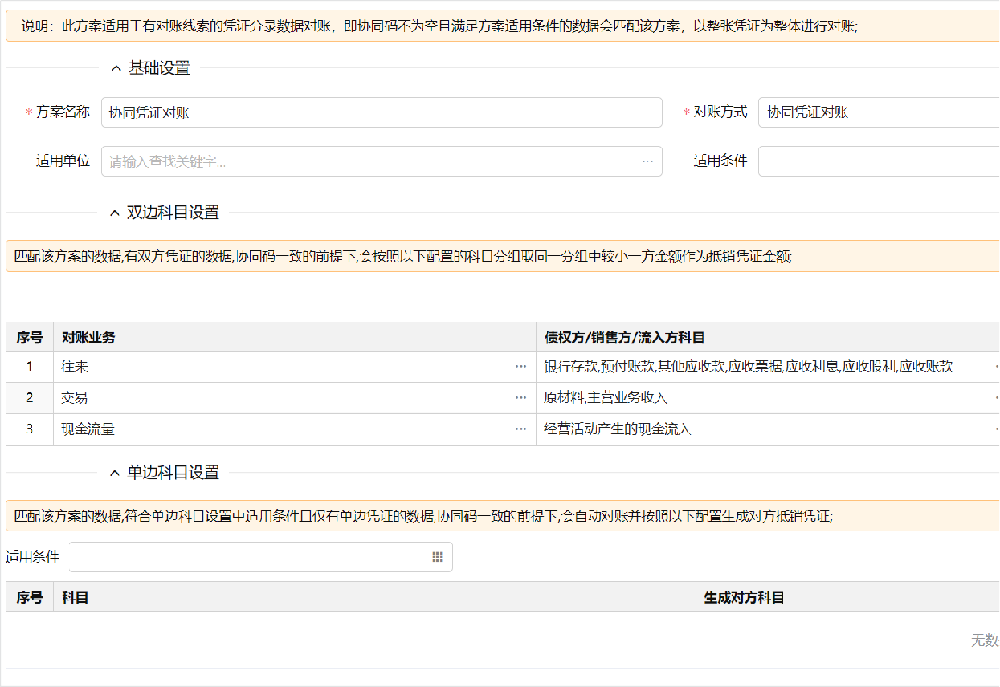 说明：此方案适用于有对账线索的凭证分录数据对账，即协同码不为空且满足方案适用条件的数据会匹配该方案，以整张凭证为整体进行对账;
基础设置
* 方案名称 协同凭证对账 * 对账方式 协同凭证对账
适用单位 请输入查找关键字... 适用条件
双边科目设置
匹配该方案的数据,有双方凭证的数据,协同码一致的前提下,会按照以下配置的科目分组取同一分组中较小一方金额作为抵销凭证金额;
序号 对账业务 债权方/销售方/流入方科目
1 往来 银行存款,预付账款,其他应收款,应收票据,应收利息,应收股利,应收账款
2 交易 原材料,主营业务收入
3 现金流量 经营活动产生的现金流入
单边科目设置
匹配该方案的数据,符合单边科目设置中适用条件且仅有单边凭证的数据,协同码一致的前提下,会自动对账并按照以下配置生成对方抵销凭证;
适用条件
序号 科目 生成对方科目
无数